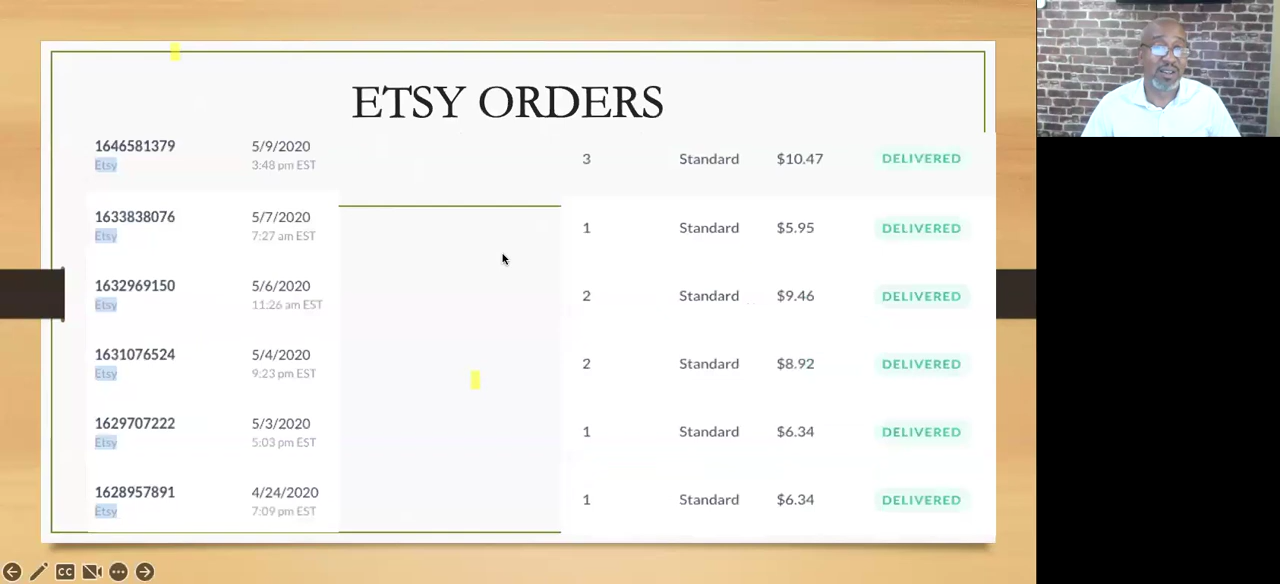 ETSY ORDERS
1646581379 5/9/2020 3 Standard $10.47 DELIVERED
Etsy 3:48 pm EST
1633838076 5/7/2020 1 Standard $5.95 DELIVERED
Etsy 7:27 am EST
1632969150 5/6/2020 2 Standard $9.46 DELIVERED
Etsy 11:26 am EST
1631076524 5/4/2020 2 Standard $8.92 DELIVERED
Etsy 9:23 pm EST
1629707222 5/3/2020 1 Standard $6.34 DELIVERED
Etsy 5:03 pm EST
1628957891 4/24/2020 1 Standard $6.34 DELIVERED
Etsy 7:09 pm EST
CC